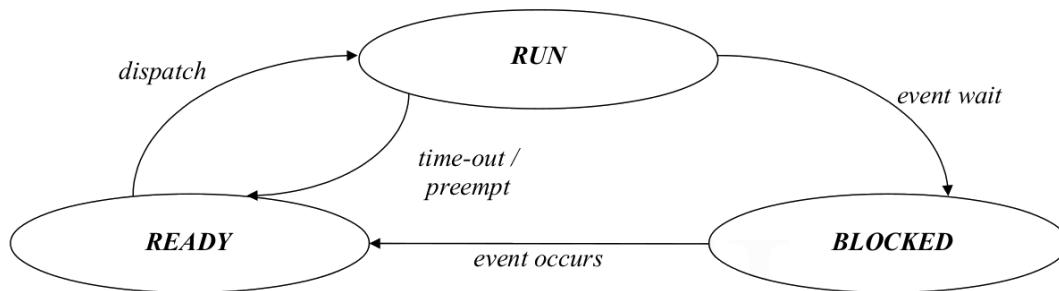 RUN
dispatch
event wait
time-out /
preempt
READY
BLOCKED
event occurs